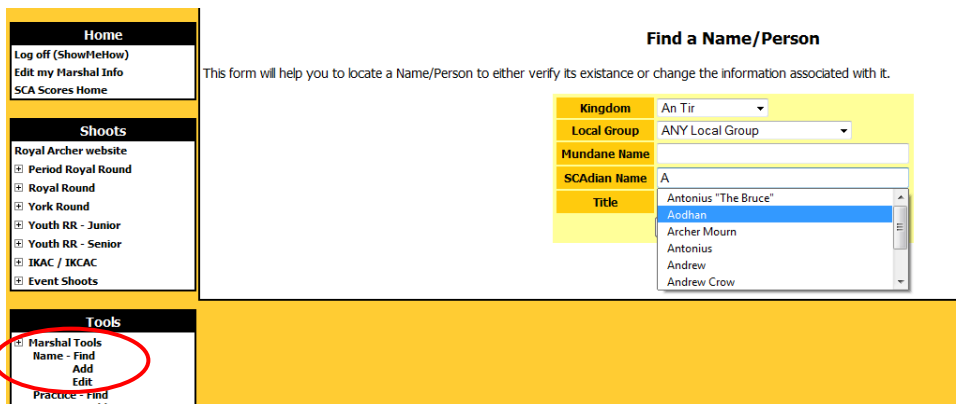 Home
Log off (ShowMeHow)
Edit my Marshal Info
SCA Scores Home
Shoots
Royal Archer website
Period Royal Round
Royal Round
York Round
Youth RR - Junior
Youth RR - Senior
IKAC / IKCAC
Event Shoots
Tools
Marshal Tools
Name - Find
Add
Edit
Practice - Find
Find a Name/Person
This form will help you to locate a Name/Person to either verify its existance or change the information associated with it.
Kingdom An Tir
Local Group ANY Local Group
Mundane Name
SCAdian Name A
Title
Antonius "The Bruce"
Aodhan
Archer Mourn
Antonius
Andrew
Andrew Crow